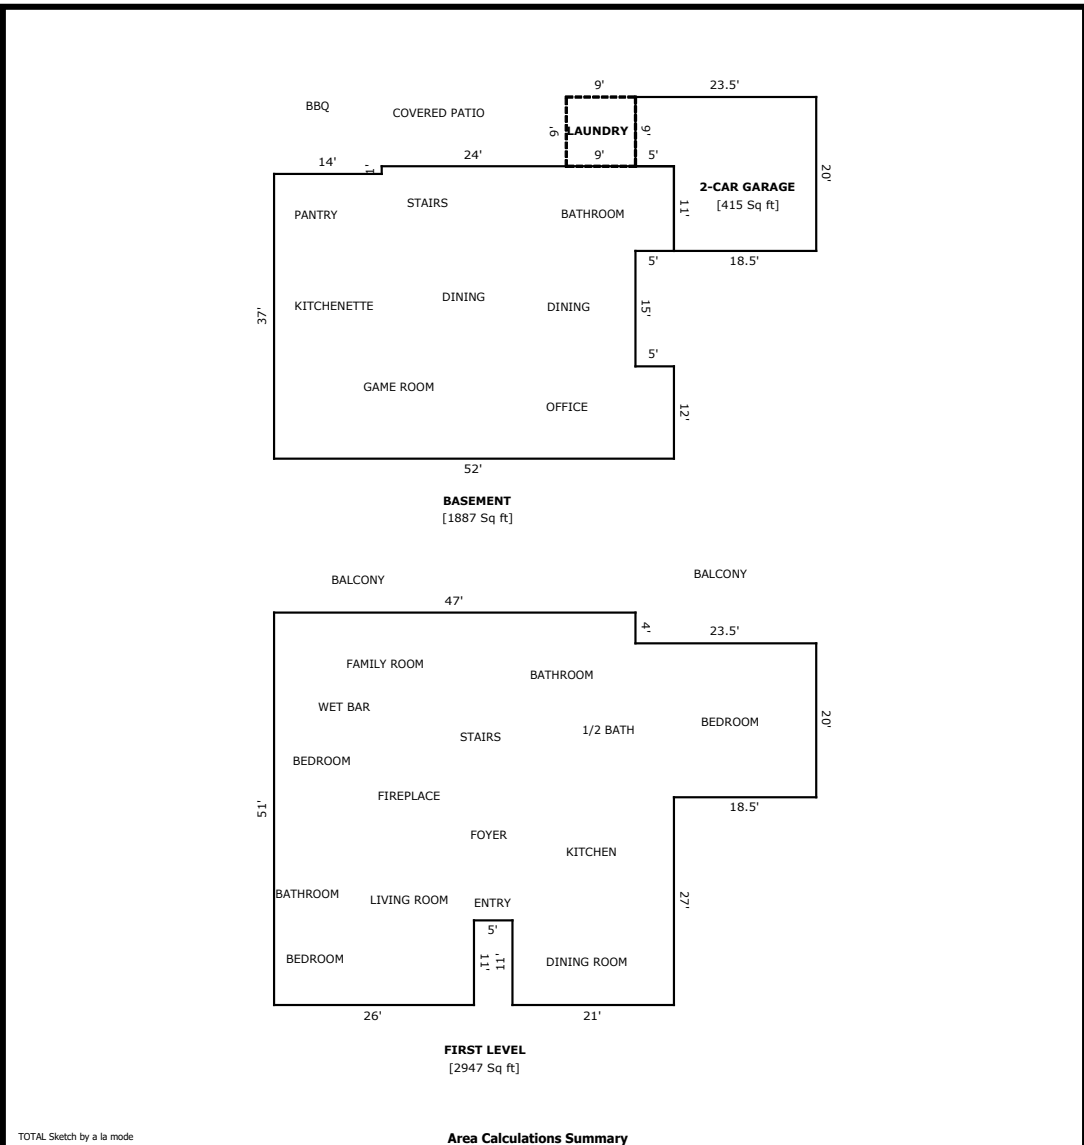 9' 23.5'
BBQ
COVERED PATIO
9' LAUNDRY 9'
14' 1' 24' 9' 5'
20'
2-CAR GARAGE
[415 Sq ft]
STAIRS
PANTRY BATHROOM 11'
5' 18.5'
DINING
KITCHENETTE DINING 15'
37'
5'
GAME ROOM
OFFICE 12'
52'
BASEMENT
[1887 Sq ft]
BALCONY BALCONY
47'
4' 23.5'
FAMILY ROOM
BATHROOM
WET BAR
STAIRS 1/2 BATH BEDROOM 20'
BEDROOM
FIREPLACE
51' 18.5'
FOYER
KITCHEN
BATHROOM LIVING ROOM ENTRY 27'
5'
BEDROOM 11' 11' DINING ROOM
26' 21'
FIRST LEVEL
[2947 Sq ft]
TOTAL Sketch by a la mode Area Calculations Summary